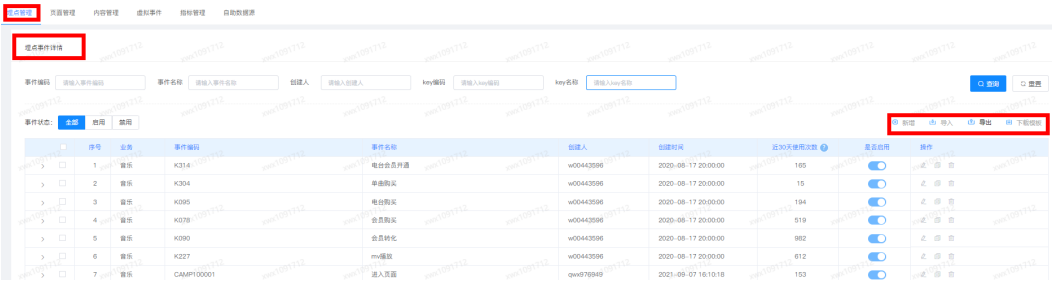 埋点管理 页面管理 内容管理 虚拟事件 指标管理 自助数据源
埋点事件详情
事件编码 请输入事件编码 事件名称 请输入事件名称 创建人 请输入创建人 key编码 请输入key编码 key名称 请输入key名称 查询 重置
事件状态: 全部 启用 禁用 新增 导入 导出 下载模板
序号 业务 事件编码 事件名称 创建人 创建时间 近30天使用次数 ? 是否启用 操作
1 音乐 K314 电台会员开通 w00443596 2020-08-17 20:00:00 165
2 音乐 K304 单曲购买 w00443596 2020-08-17 20:00:00 15
3 音乐 K095 电台购买 w00443596 2020-08-17 20:00:00 194
4 音乐 K078 会员购买 w00443596 2020-08-17 20:00:00 519
5 音乐 K090 会员转化 w00443596 2020-08-17 20:00:00 982
6 音乐 K227 mv播放 w00443596 2020-08-17 20:00:00 612
7 音乐 CAMP100001 进入页面 qwx976949 2021-09-07 16:10:18 153